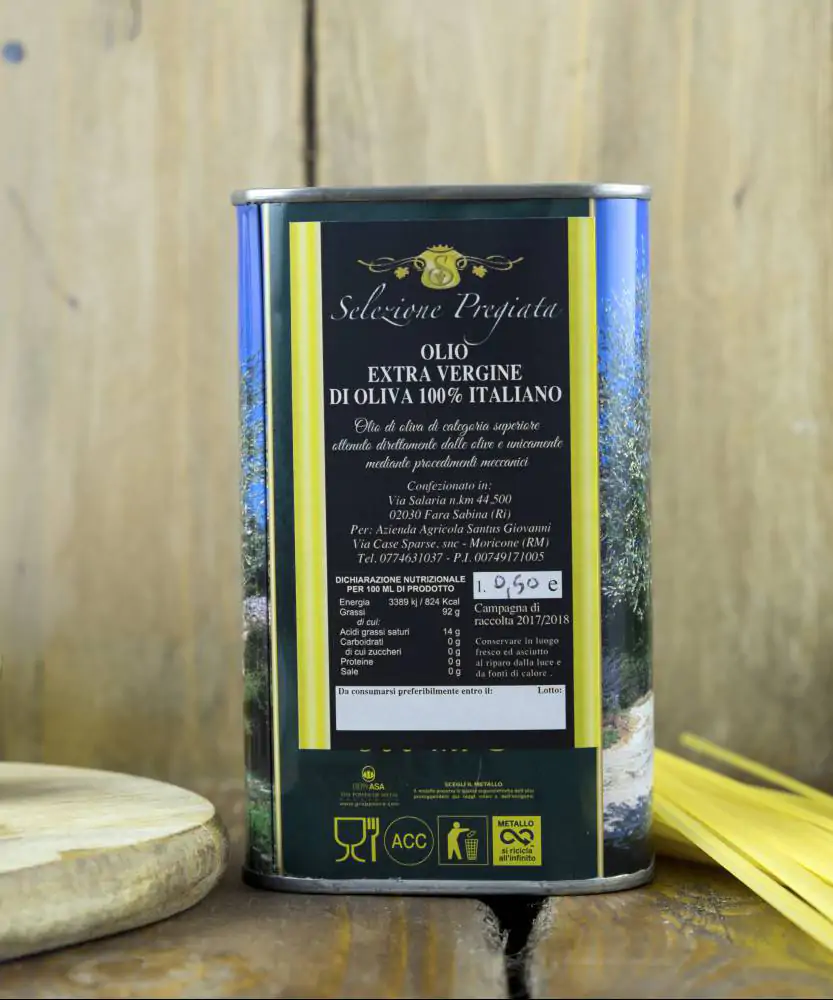 S
Selezione Pregiata
OLIO
EXTRA VERGINE
DI OLIVA 100% ITALIANO
Olio di oliva di categoria superiore
ottenuto direttamente dalle olive e unicamente
mediante procedimenti meccanici
Confezionato in:
Via Salaria n.km 44,500
02030 Fara Sabina (Ri)
Per: Azienda Agricola Santus Giovanni
Via Case Sparse, snc - Moricone (RM)
Tel. 0774631037 - P.I. 00749171005
DICHIARAZIONE NUTRIZIONALE
PER 100 ML DI PRODOTTO
Energia 3389 kj / 824 Kcal
Grassi 92 g
di cui:
Acidi grassi saturi 14 g
Carboidrati 0 g
di cui zuccheri 0 g
Proteine 0 g
Sale 0 g
l. 0,50 e
Campagna di
raccolta 2017/2018
Conservare in luogo
fresco ed asciutto
al riparo dalla luce e
da fonti di calore .
Da consumarsi preferibilmente entro il: Lotto:
ASA
SCEGLI IL METALLO
ACC
METALLO
si ricicla
all'infinito